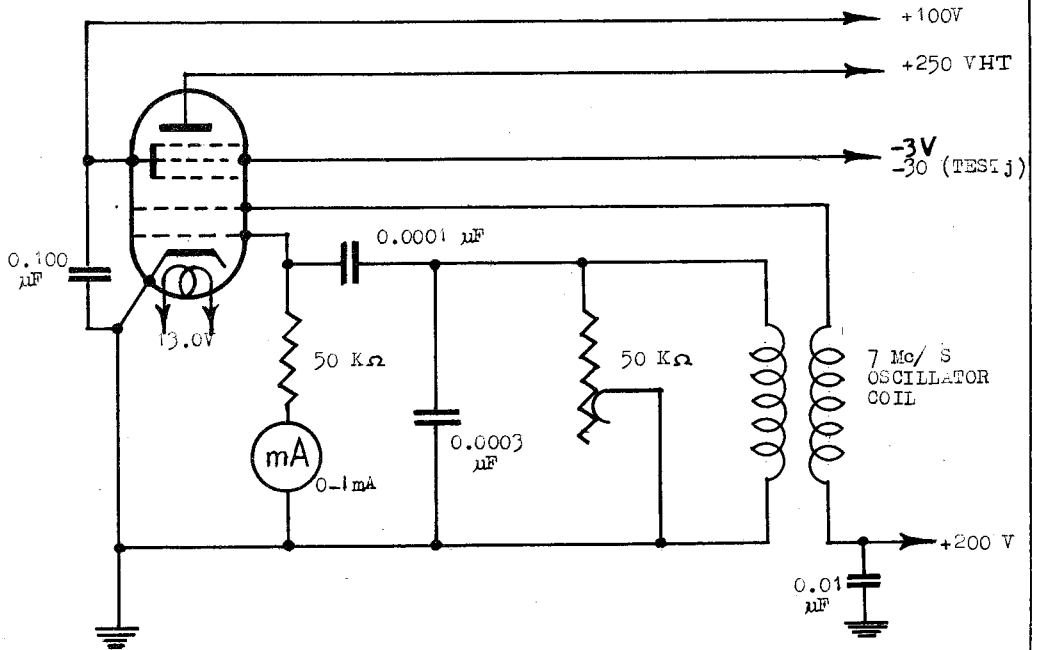 +100V
+250 VHT
-3V
-30 (TESTj)
0.0001 µF
0.100
µF
13.0V
50 KΩ
50 KΩ
7 Mc/ S
OSCILLATOR
COIL
0.0003
µF
mA
0-1mA
+200 V
0.01
µF